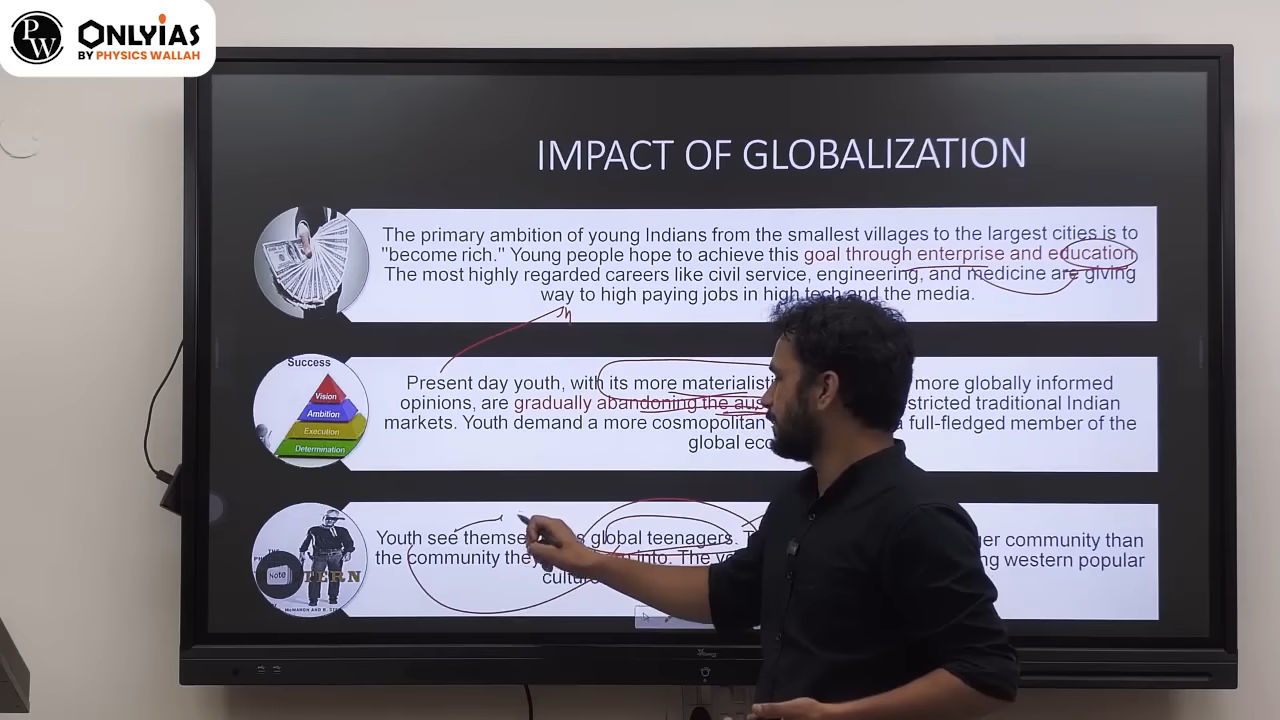 PW
ONLYIAS
BY PHYSICS WALLAH
IMPACT OF GLOBALIZATION
The primary ambition of young Indians from the smallest villages to the largest cities is to
"become rich." Young people hope to achieve this goal through enterprise and education
The most highly regarded careers like civil service, engineering, and medicine are giving
way to high paying jobs in high tech and the media.
Success
Vision
Ambition
Execution
Determination
Present day youth, with its more materialisti more globally informed
opinions, are gradually abandoning the aus stricted traditional Indian
markets. Youth demand a more cosmopolitan a full-fledged member of the
global eco
Note
TERN
Youth see themse s global teenagers. T er community than
the community they into. The yo ng western popular
cultur